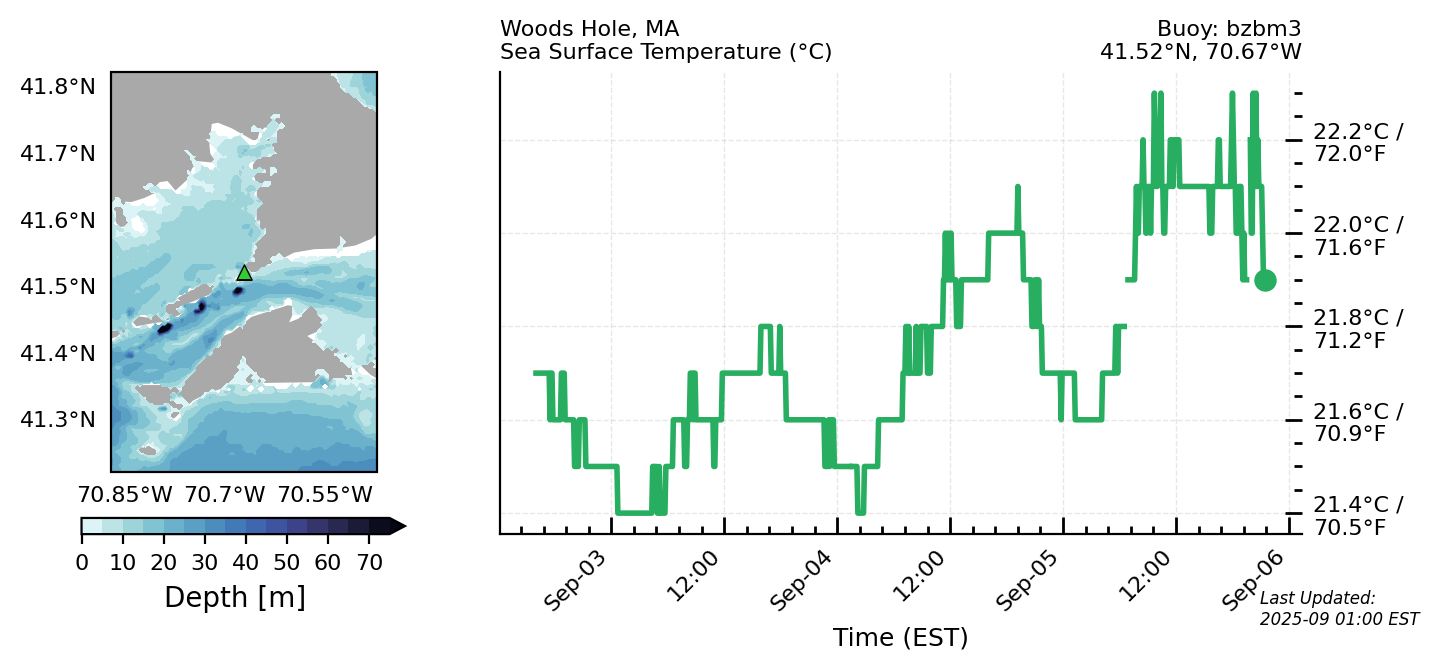 Woods Hole, MA
Sea Surface Temperature (°C)
Buoy: bzbm3
41.52°N, 70.67°W
41.8°N
41.7°N
41.6°N
41.5°N
41.4°N
41.3°N
70.85°W 70.7°W 70.55°W
0 10 20 30 40 50 60 70
Depth [m]
22.2°C /
72.0°F
22.0°C /
71.6°F
21.8°C /
71.2°F
21.6°C /
70.9°F
21.4°C /
70.5°F
Sep-03 12:00 Sep-04 12:00 Sep-05 12:00 Sep-06
Time (EST)
Last Updated:
2025-09 01:00 EST